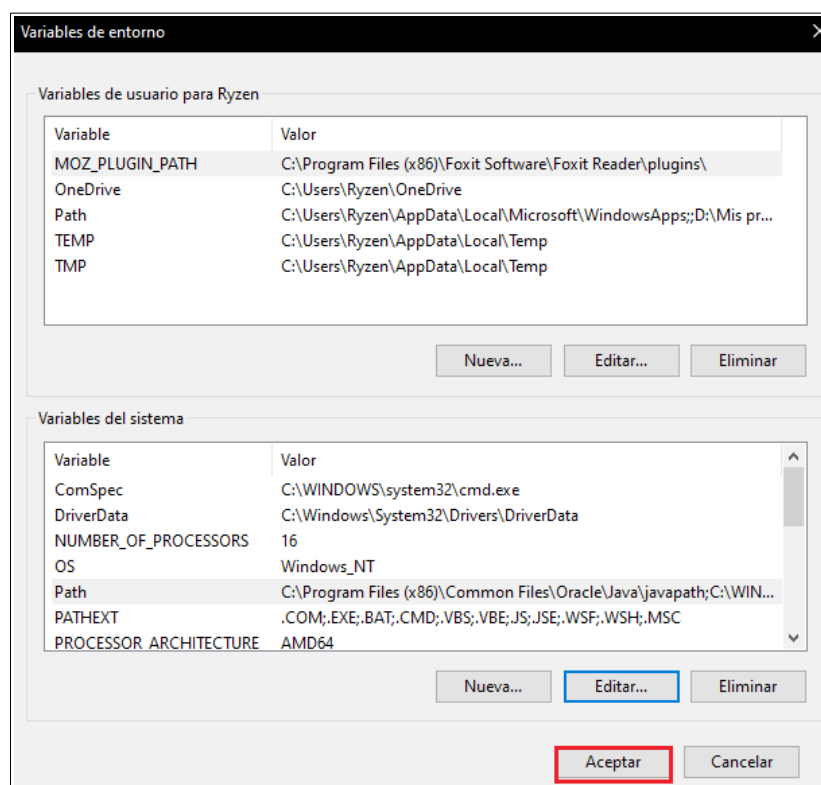 Variables de entorno
Variables de usuario para Ryzen
Variable Valor
MOZ_PLUGIN_PATH C:\Program Files (x86)\Foxit Software\Foxit Reader\plugins\
OneDrive C:\Users\Ryzen\OneDrive
Path C:\Users\Ryzen\AppData\Local\Microsoft\WindowsApps;;D:\Mis pr...
TEMP C:\Users\Ryzen\AppData\Local\Temp
TMP C:\Users\Ryzen\AppData\Local\Temp
Nueva... Editar... Eliminar
Variables del sistema
Variable Valor
ComSpec C:\WINDOWS\system32\cmd.exe
DriverData C:\Windows\System32\Drivers\DriverData
NUMBER_OF_PROCESSORS 16
OS Windows_NT
Path C:\Program Files (x86)\Common Files\Oracle\Java\javapath;C:\WIN...
PATHEXT .COM;.EXE;.BAT;.CMD;.VBS;.VBE;.JS;.JSE;.WSF;.WSH;.MSC
PROCESSOR_ARCHITECTURE AMD64
Nueva... Editar... Eliminar
Aceptar Cancelar